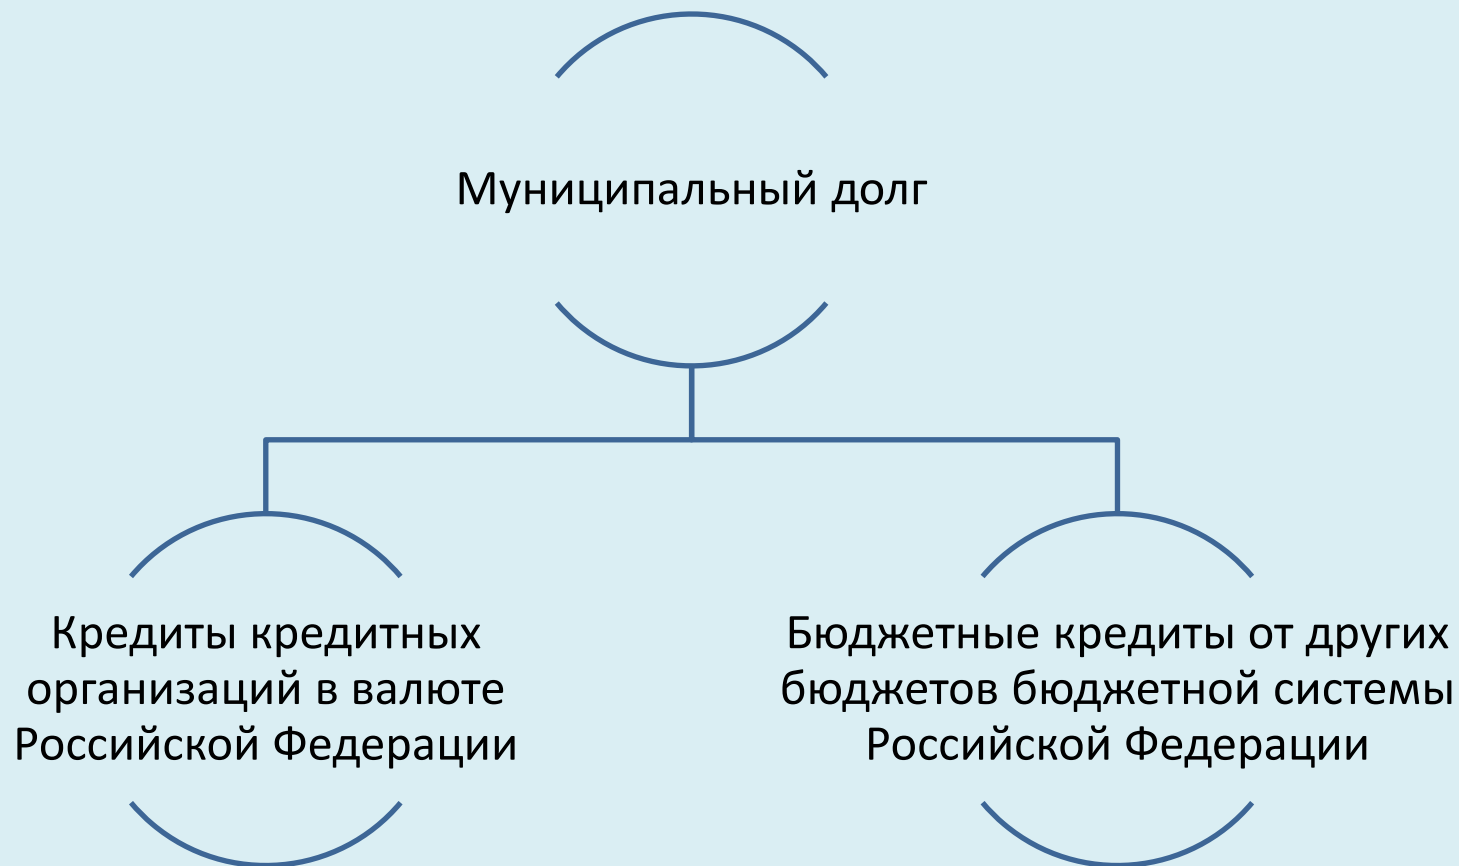 Муниципальный долг
Кредиты кредитных
организаций в валюте
Российской Федерации
Бюджетные кредиты от других
бюджетов бюджетной системы
Российской Федерации